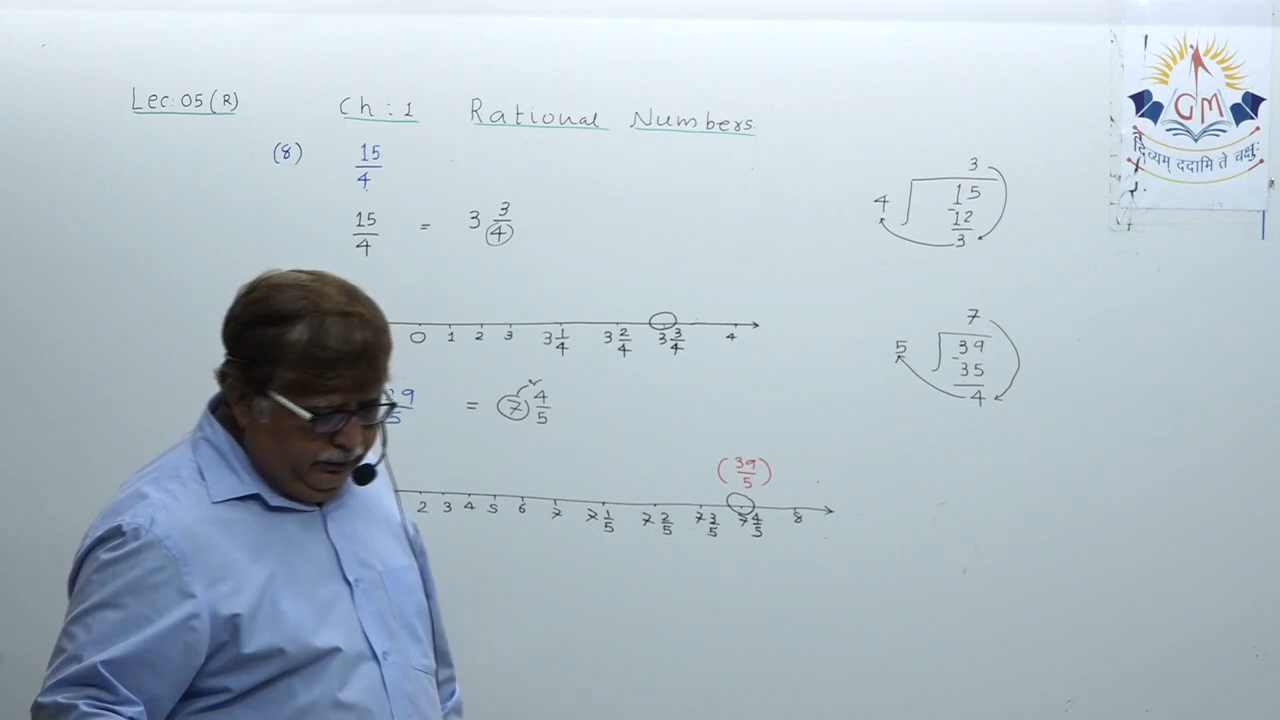 Lec: 05 (R) Ch : 1 Rational Numbers
(8) 15/4
15/4 = 3 3/4
0 1 2 3 3 1/4 3 2/4 3 3/4 4
39/5 = 7 4/5
(39/5)
2 3 4 5 6 7 7 1/5 7 2/5 7 3/5 7 4/5 8
3
4 15
-12
3
7
5 39
-35
4
GM
दिव्यम् ददामि ते चक्षुः